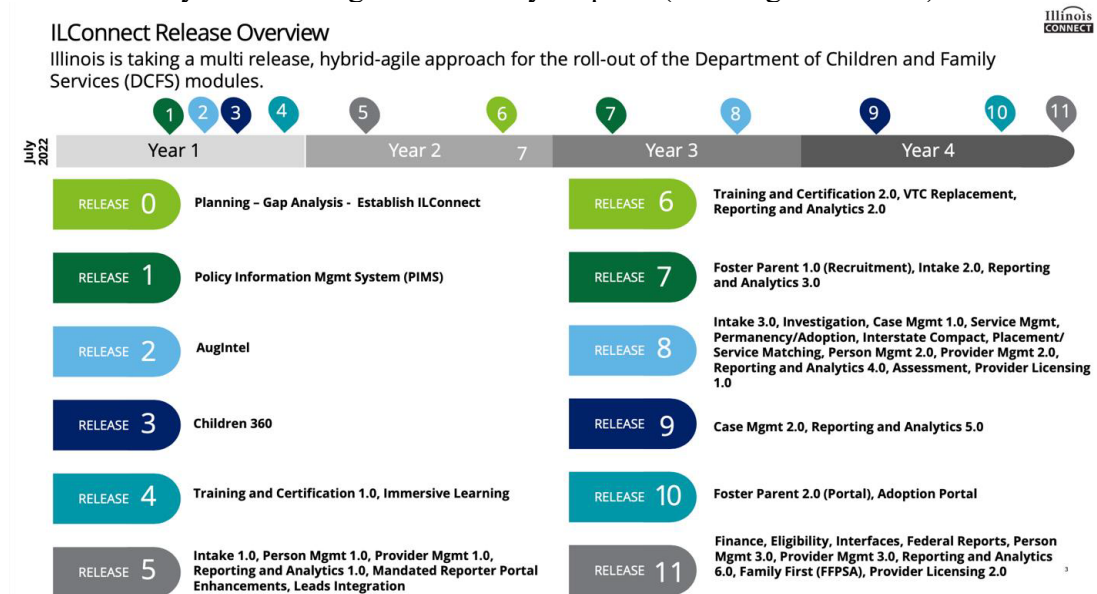 ILConnect Release Overview
Illinois
CONNECT
Illinois is taking a multi release, hybrid-agile approach for the roll-out of the Department of Children and Family
Services (DCFS) modules.
1 2 3 4 5 6 7 8 9 10 11
July
2022
Year 1 Year 2 7 Year 3 Year 4
RELEASE 0
Planning – Gap Analysis - Establish ILConnect
RELEASE 1
Policy Information Mgmt System (PIMS)
RELEASE 2
AugIntel
RELEASE 3
Children 360
RELEASE 4
Training and Certification 1.0, Immersive Learning
RELEASE 5
Intake 1.0, Person Mgmt 1.0, Provider Mgmt 1.0,
Reporting and Analytics 1.0, Mandated Reporter Portal
Enhancements, Leads Integration
RELEASE 6
Training and Certification 2.0, VTC Replacement,
Reporting and Analytics 2.0
RELEASE 7
Foster Parent 1.0 (Recruitment), Intake 2.0, Reporting
and Analytics 3.0
RELEASE 8
Intake 3.0, Investigation, Case Mgmt 1.0, Service Mgmt,
Permanency/Adoption, Interstate Compact, Placement/
Service Matching, Person Mgmt 2.0, Provider Mgmt 2.0,
Reporting and Analytics 4.0, Assessment, Provider Licensing
1.0
RELEASE 9
Case Mgmt 2.0, Reporting and Analytics 5.0
RELEASE 10
Foster Parent 2.0 (Portal), Adoption Portal
RELEASE 11
Finance, Eligibility, Interfaces, Federal Reports, Person
Mgmt 3.0, Provider Mgmt 3.0, Reporting and Analytics
6.0, Family First (FFPSA), Provider Licensing 2.0
3